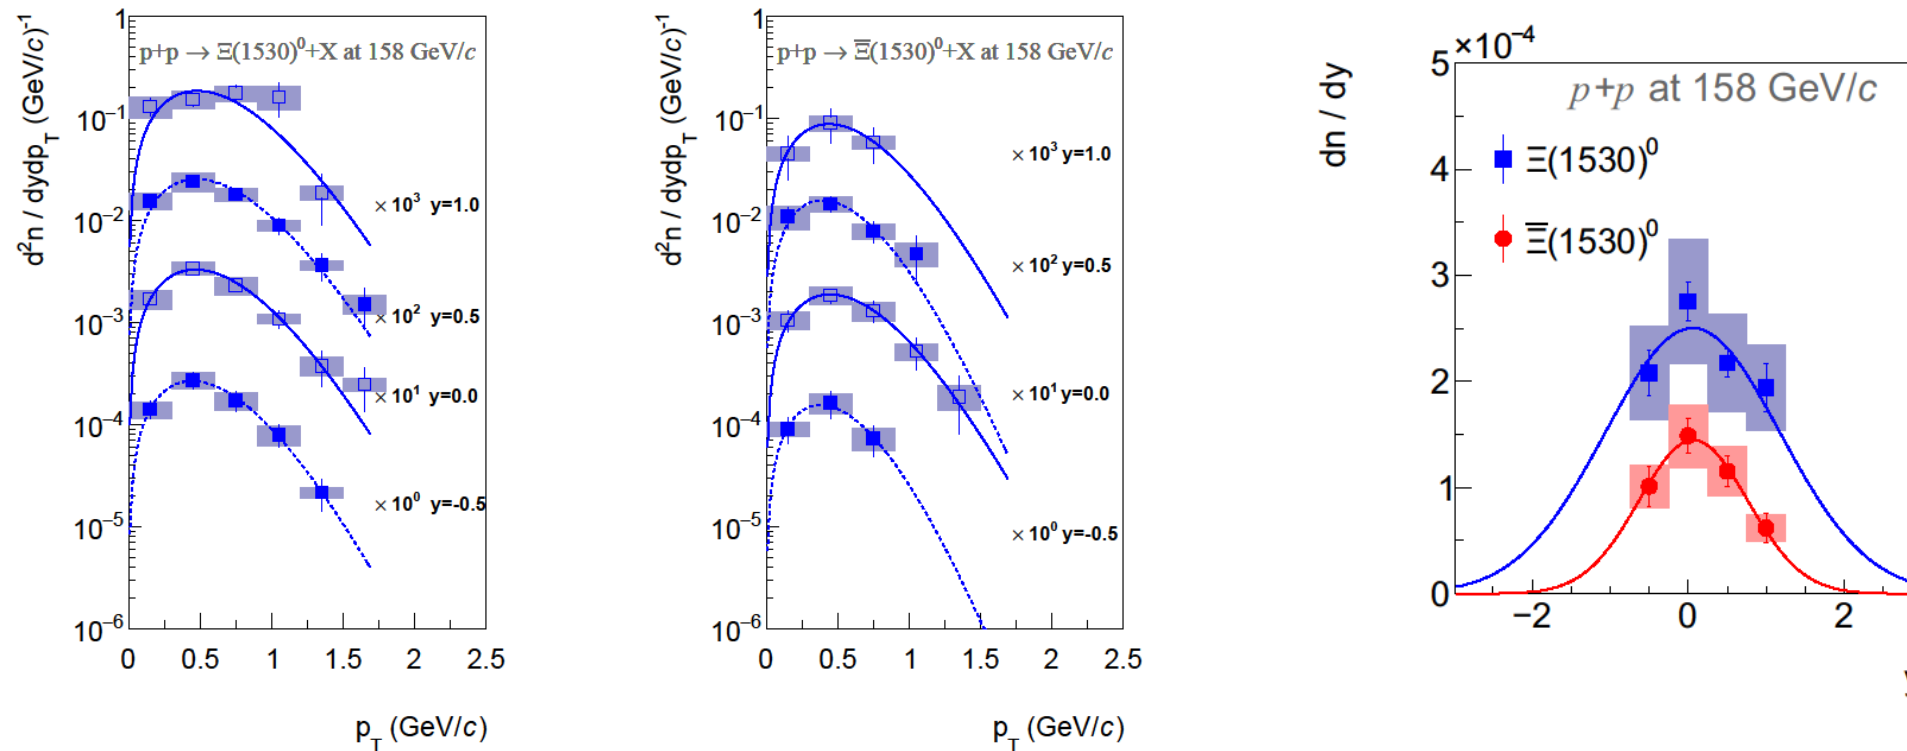 d²n / dydp_T (GeV/c)⁻¹
p+p → Ξ(1530)⁰+X at 158 GeV/c
1
10⁻¹
10⁻²
10⁻³
10⁻⁴
10⁻⁵
10⁻⁶
×10³ y=1.0
×10² y=0.5
×10¹ y=0.0
×10⁰ y=-0.5
0 0.5 1 1.5 2 2.5
p_T (GeV/c)
d²n / dydp_T (GeV/c)⁻¹
p+p → Ξ̅(1530)⁰+X at 158 GeV/c
1
10⁻¹
10⁻²
10⁻³
10⁻⁴
10⁻⁵
10⁻⁶
×10³ y=1.0
×10² y=0.5
×10¹ y=0.0
×10⁰ y=-0.5
0 0.5 1 1.5 2 2.5
p_T (GeV/c)
dn / dy
×10⁻⁴
p+p at 158 GeV/c
Ξ(1530)⁰
Ξ̅(1530)⁰
5
4
3
2
1
0
−2 0 2